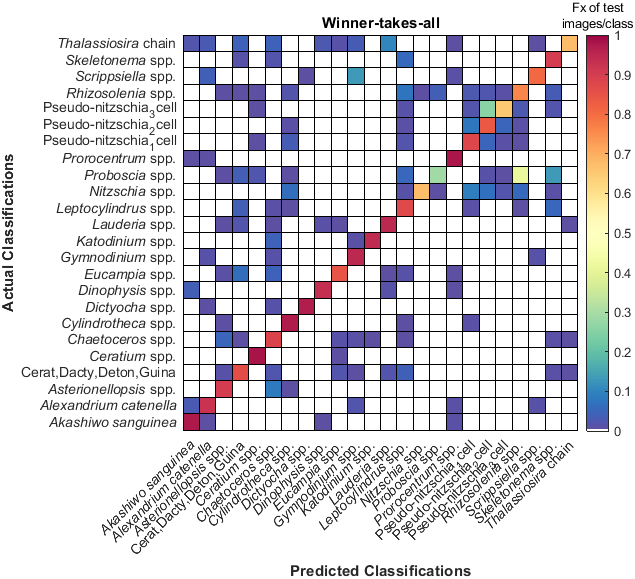 Winner-takes-all
Fx of test
images/class
Actual Classifications
Thalassiosira chain
Skeletonema spp.
Scrippsiella spp.
Rhizosolenia spp.
Pseudo-nitzschia₃cell
Pseudo-nitzschia₂cell
Pseudo-nitzschia₁cell
Prorocentrum spp.
Proboscia spp.
Nitzschia spp.
Leptocylindrus spp.
Lauderia spp.
Katodinium spp.
Gymnodinium spp.
Eucampia spp.
Dinophysis spp.
Dictyocha spp.
Cylindrotheca spp.
Chaetoceros spp.
Ceratium spp.
Cerat,Dacty,Deton,Guina
Asterionellopsis spp.
Alexandrium catenella
Akashiwo sanguinea
Akashiwo sanguinea
Alexandrium catenella
Asterionellopsis spp.
Cerat,Dacty,Deton,Guina
Ceratium spp.
Chaetoceros spp.
Cylindrotheca spp.
Dictyocha spp.
Dinophysis spp.
Eucampia spp.
Gymnodinium spp.
Katodinium spp.
Lauderia spp.
Leptocylindrus spp.
Nitzschia spp.
Proboscia spp.
Prorocentrum spp.
Pseudo-nitzschia cell
Pseudo-nitzschia cell
Pseudo-nitzschia cell
Rhizosolenia spp.
Scrippsiella spp.
Skeletonema spp.
Thalassiosira chain
Predicted Classifications
1
0.9
0.8
0.7
0.6
0.5
0.4
0.3
0.2
0.1
0